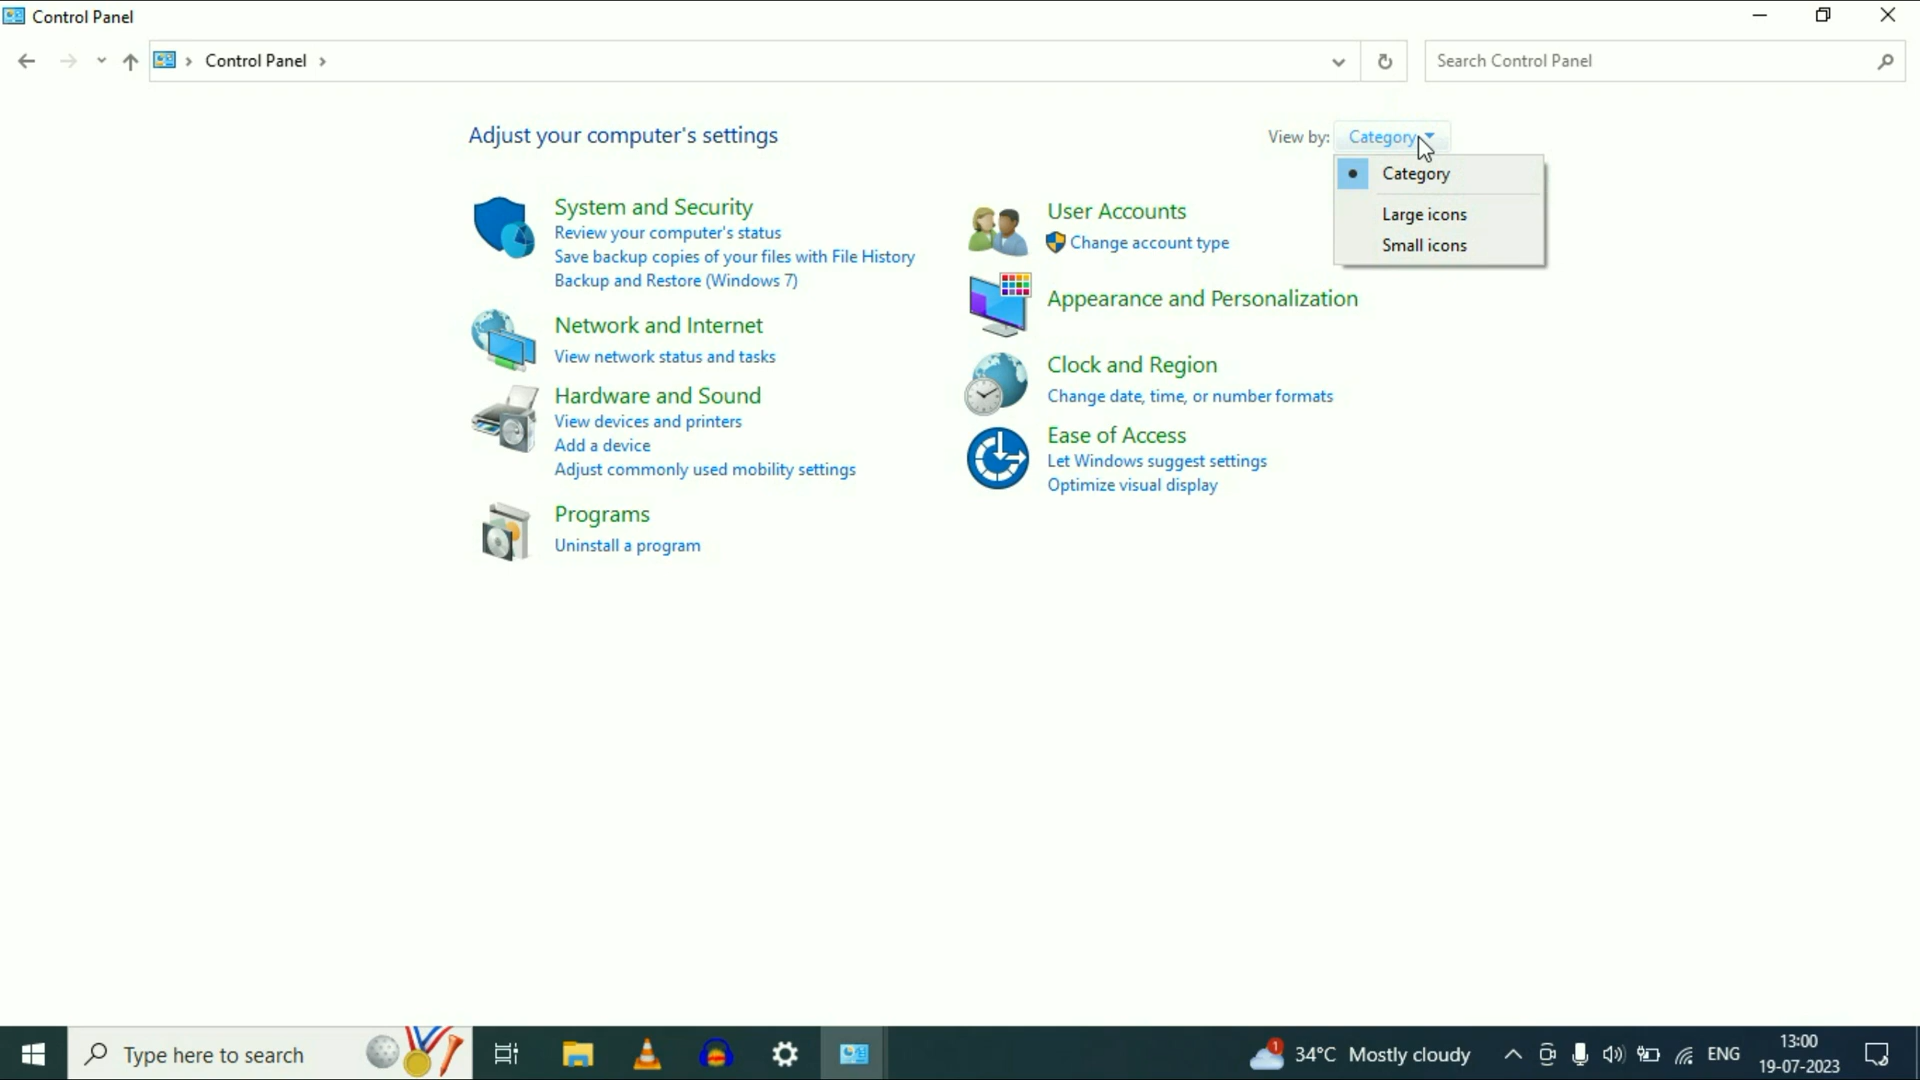 Control Panel
Control Panel
Search Control Panel
Adjust your computer's settings
View by: Category
Category
Large icons
Small icons
System and Security
Review your computer's status
Save backup copies of your files with File History
Backup and Restore (Windows 7)
Network and Internet
View network status and tasks
Hardware and Sound
View devices and printers
Add a device
Adjust commonly used mobility settings
Programs
Uninstall a program
User Accounts
Change account type
Appearance and Personalization
Clock and Region
Change date, time, or number formats
Ease of Access
Let Windows suggest settings
Optimize visual display
Type here to search
1
34°C Mostly cloudy
ENG
13:00
19-07-2023